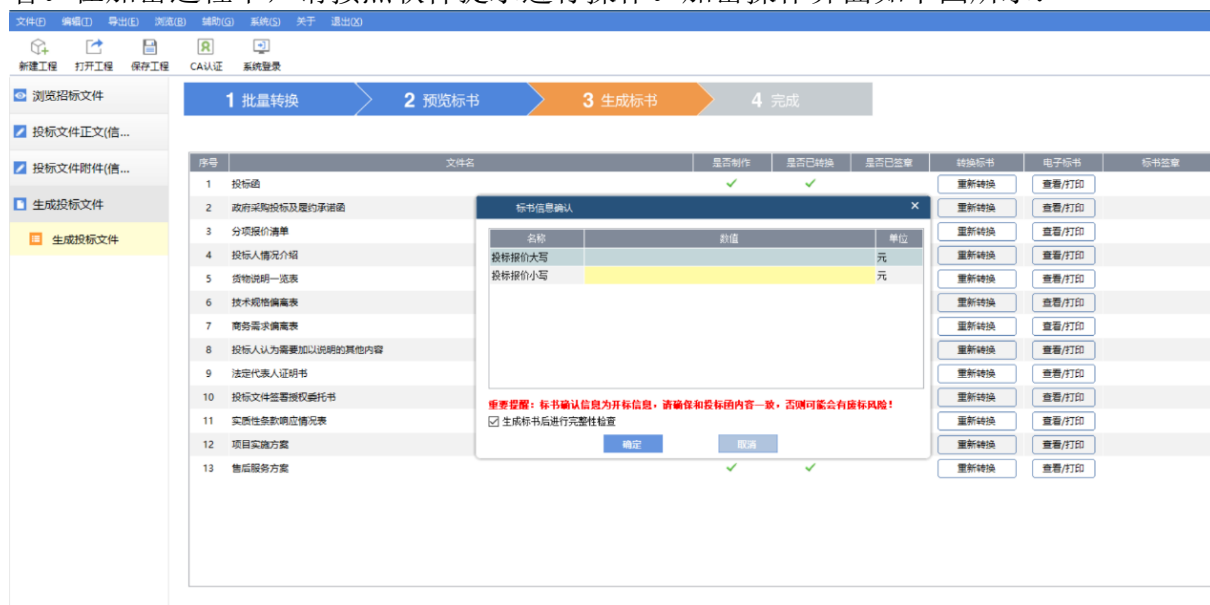 文件(F) 编辑(T) 导出(E) 浏览(B) 辅助(G) 系统(S) 关于 退出(X)
新建工程 打开工程 保存工程 CA认证 系统登录
浏览招标文件
投标文件正文(信...
投标文件附件(信...
生成投标文件
生成投标文件
1 批量转换 2 预览标书 3 生成标书 4 完成
序号 文件名 是否制作 是否已转换 是否已签章 转换标书 电子标书 标书签章
1 投标函 重新转换 查看/打印
2 政府采购投标及履约承诺函 重新转换 查看/打印
3 分项报价清单 重新转换 查看/打印
4 投标人情况介绍 重新转换 查看/打印
5 货物说明一览表 重新转换 查看/打印
6 技术规格偏离表 重新转换 查看/打印
7 商务需求偏离表 重新转换 查看/打印
8 投标人认为需要加以说明的其他内容 重新转换 查看/打印
9 法定代表人证明书 重新转换 查看/打印
10 投标文件签署授权委托书 重新转换 查看/打印
11 实质性条款响应情况表 重新转换 查看/打印
12 项目实施方案 重新转换 查看/打印
13 售后服务方案 重新转换 查看/打印
标书信息确认 ×
名称 数值 单位
投标报价大写 元
投标报价小写 元
重要提醒：标书确认信息为开标信息，请确保和投标函内容一致，否则可能会有废标风险！
生成标书后进行完整性检查
确定 取消